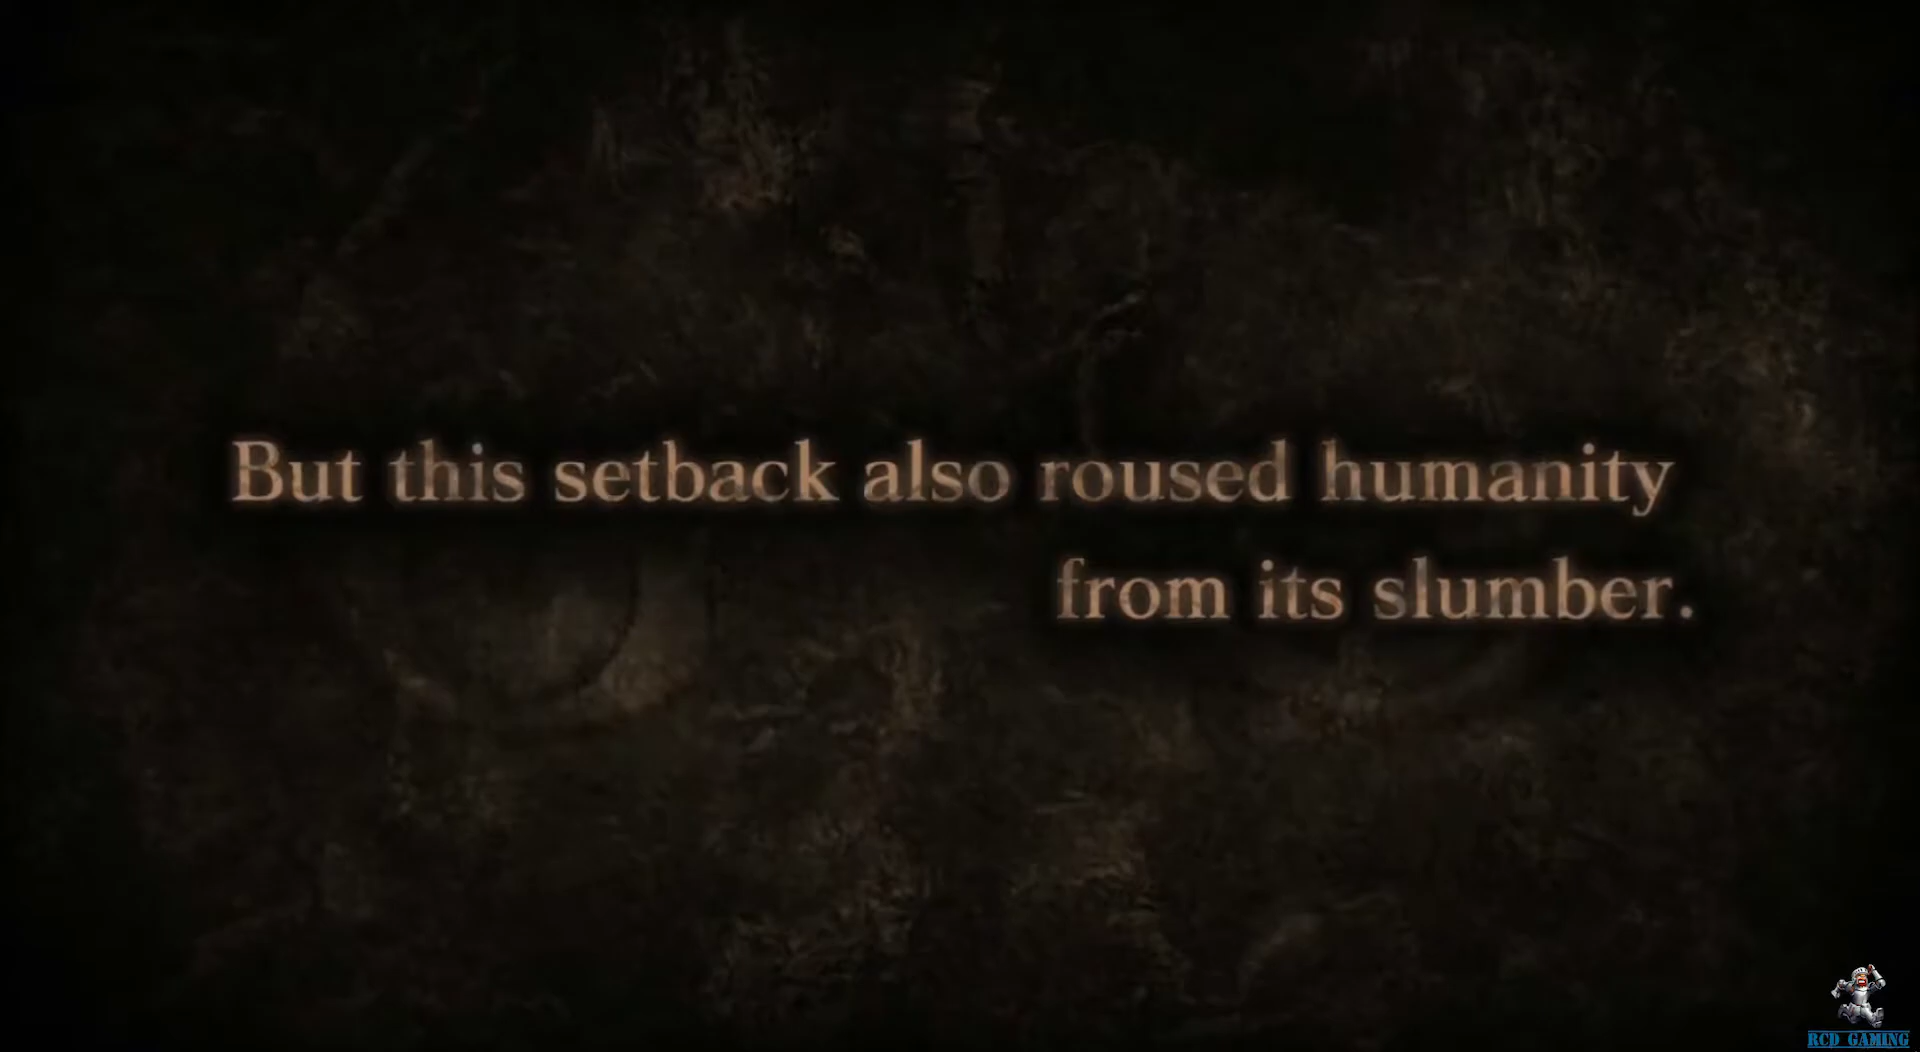 But this setback also roused humanity
from its slumber.
RCD GAMING